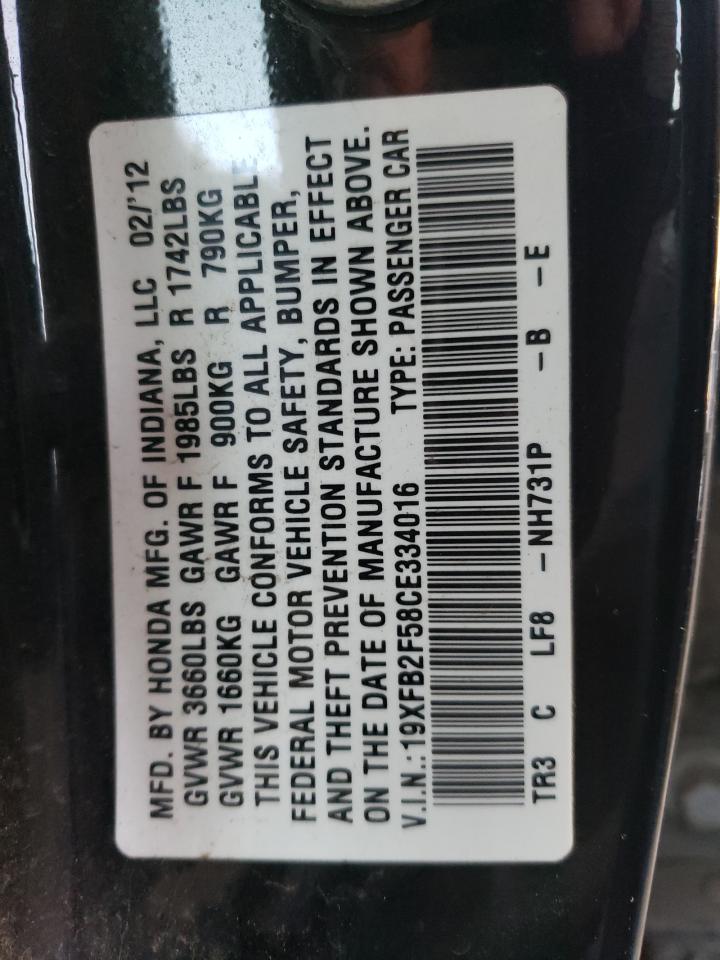 MFD. BY HONDA MFG. OF INDIANA, LLC 02/'12
GVWR 3660LBS GAWR F 1985LBS R 1742LBS
GVWR 1660KG GAWR F 900KG R 790KG
THIS VEHICLE CONFORMS TO ALL APPLICABLE
FEDERAL MOTOR VEHICLE SAFETY, BUMPER,
AND THEFT PREVENTION STANDARDS IN EFFECT
ON THE DATE OF MANUFACTURE SHOWN ABOVE.
V.I.N.:19XFB2F58CE334016 TYPE: PASSENGER CAR
TR3 C LF8 -NH731P -B -E